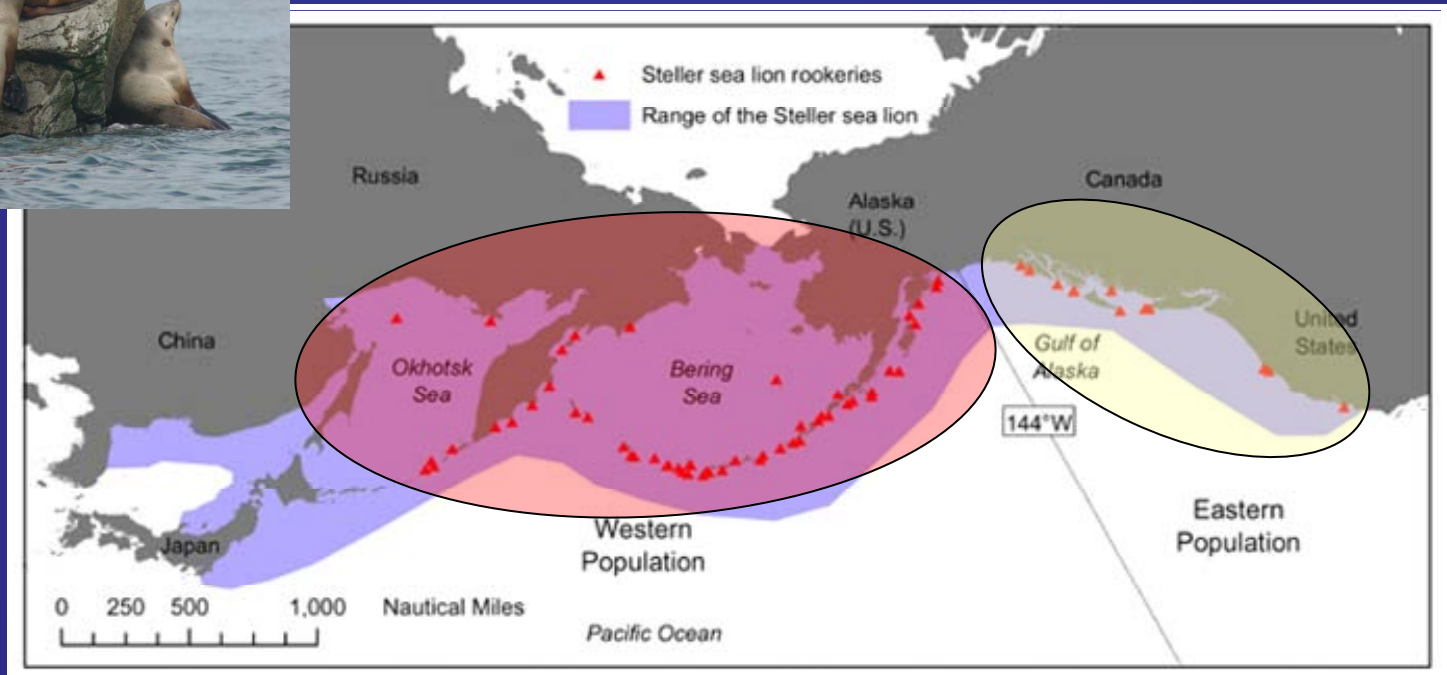 Steller sea lion rookeries
Range of the Steller sea lion
Russia
Canada
Alaska
(U.S.)
China
United
States
Okhotsk
Sea
Bering
Sea
Gulf of
Alaska
144°W
Western
Population
Eastern
Population
Japan
0 250 500 1,000 Nautical Miles
Pacific Ocean